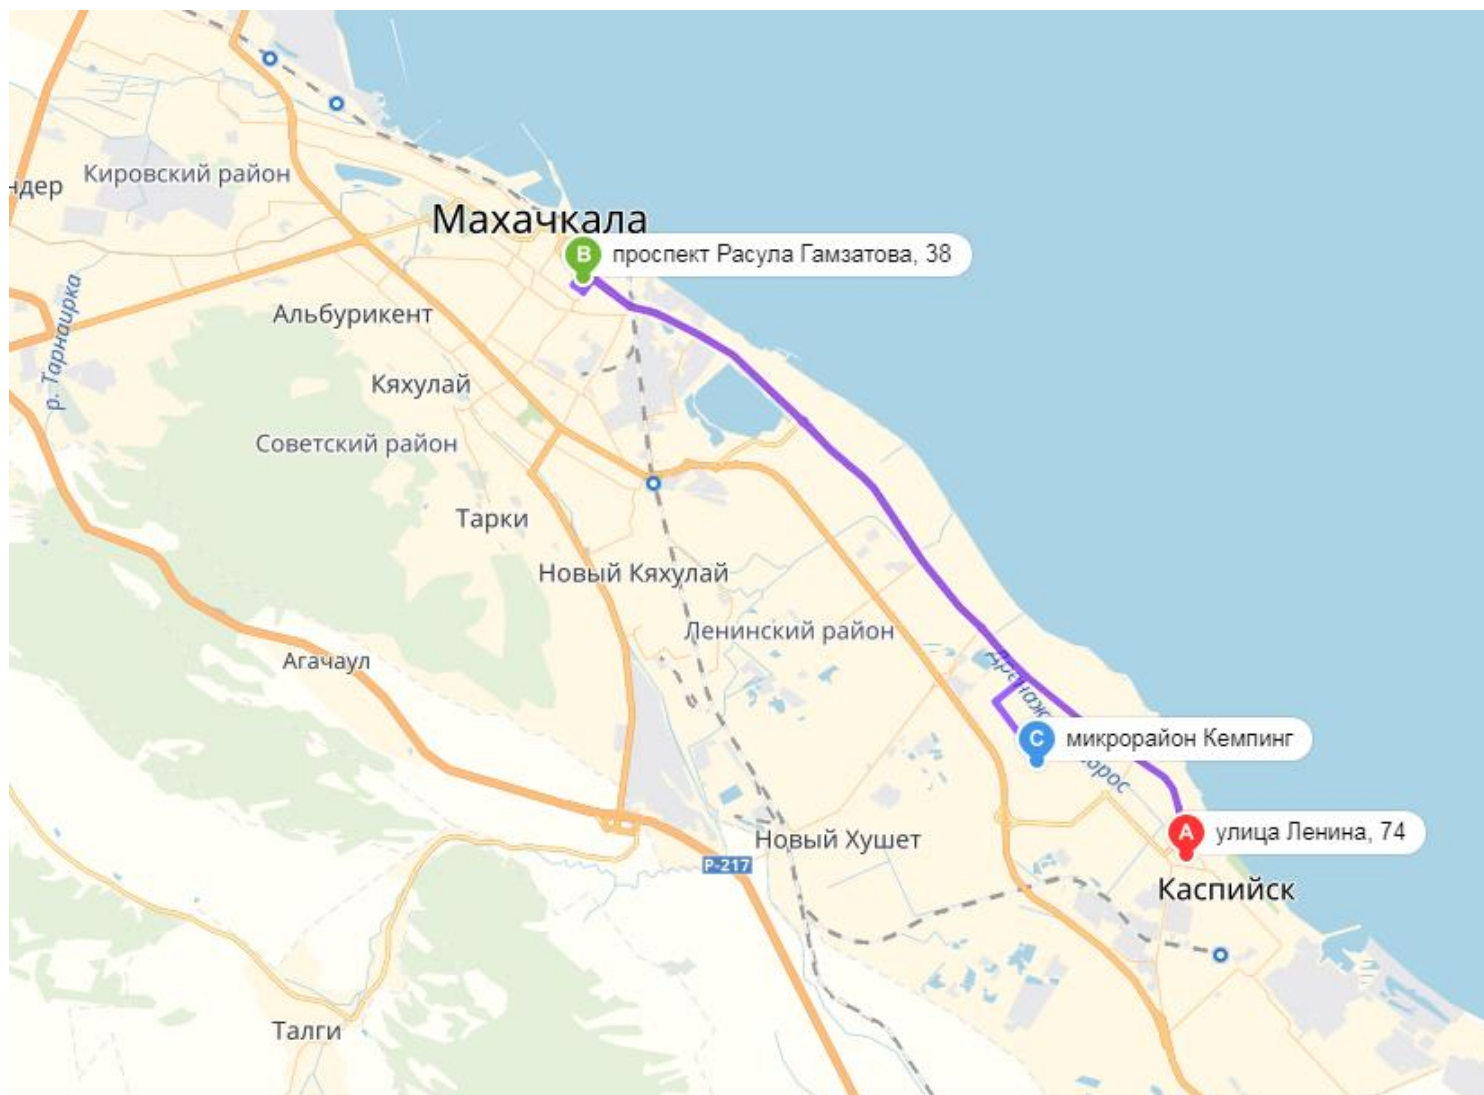 Кировский район
ндер
Махачкала
B
проспект Расула Гамзатова, 38
р. Тарнаирка
Альбурикент
Кяхулай
Советский район
Тарки
Новый Кяхулай
Ленинский район
Агачаул
C
микрорайон Кемпинг
A
улица Ленина, 74
Новый Хушет
Р-217
Каспийск
Талги